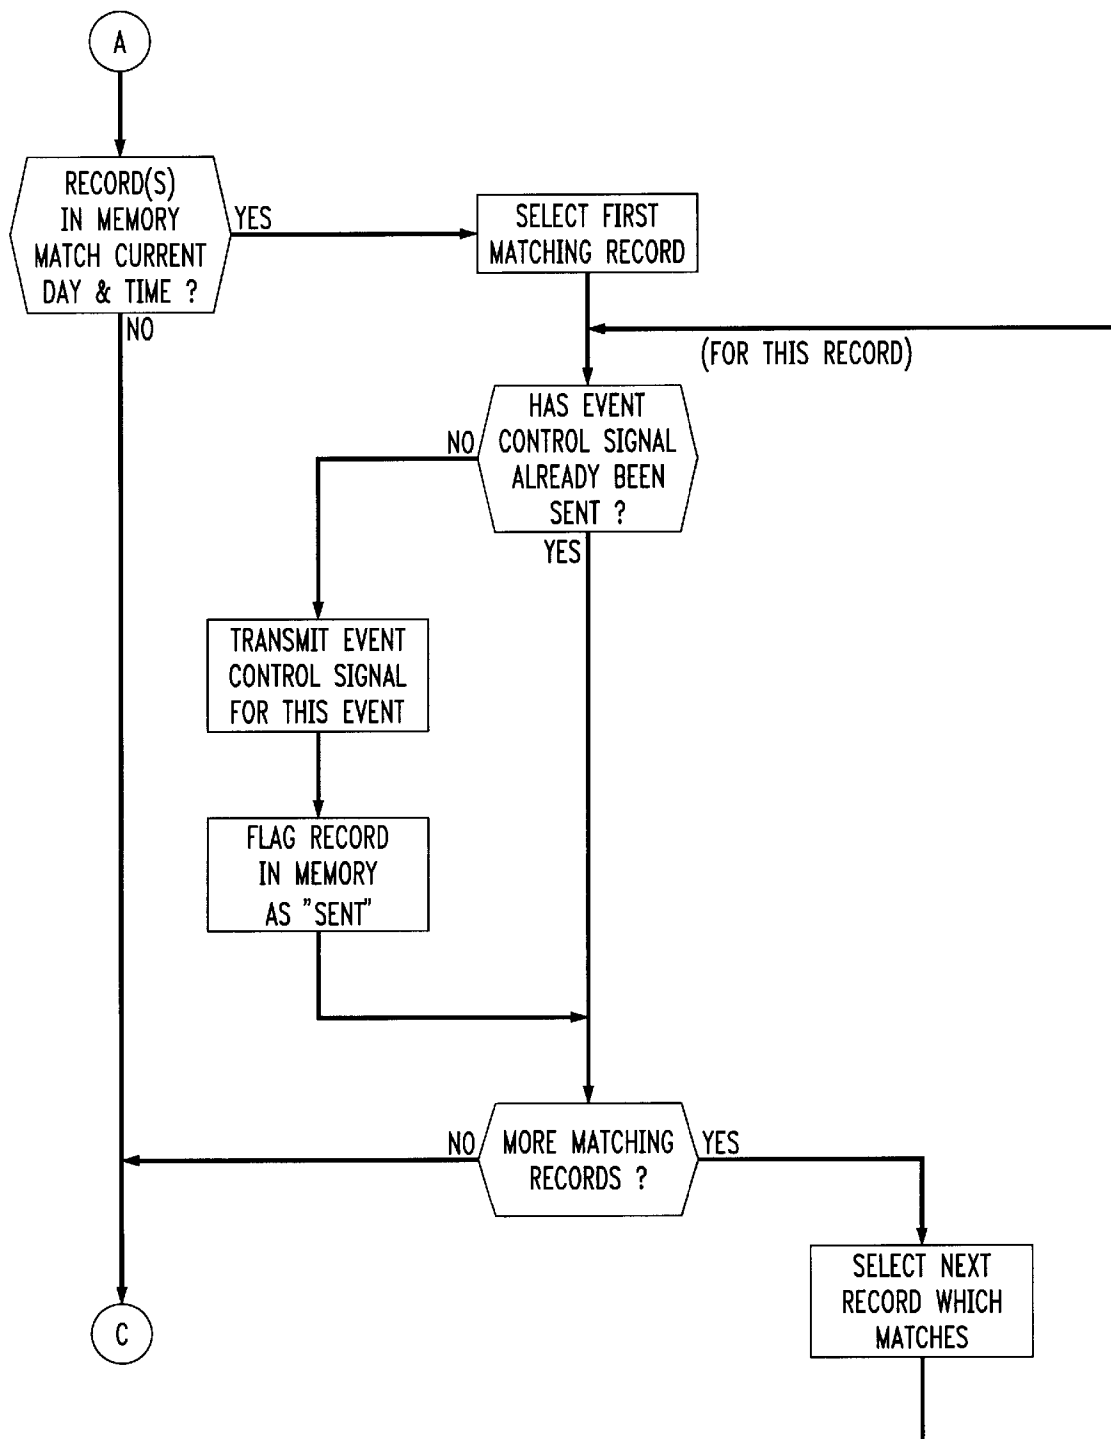 A
RECORD(S)
IN MEMORY
MATCH CURRENT
DAY & TIME ?
YES
NO
SELECT FIRST
MATCHING RECORD
(FOR THIS RECORD)
HAS EVENT
CONTROL SIGNAL
ALREADY BEEN
SENT ?
NO
YES
TRANSMIT EVENT
CONTROL SIGNAL
FOR THIS EVENT
FLAG RECORD
IN MEMORY
AS "SENT"
MORE MATCHING
RECORDS ?
NO
YES
SELECT NEXT
RECORD WHICH
MATCHES
C